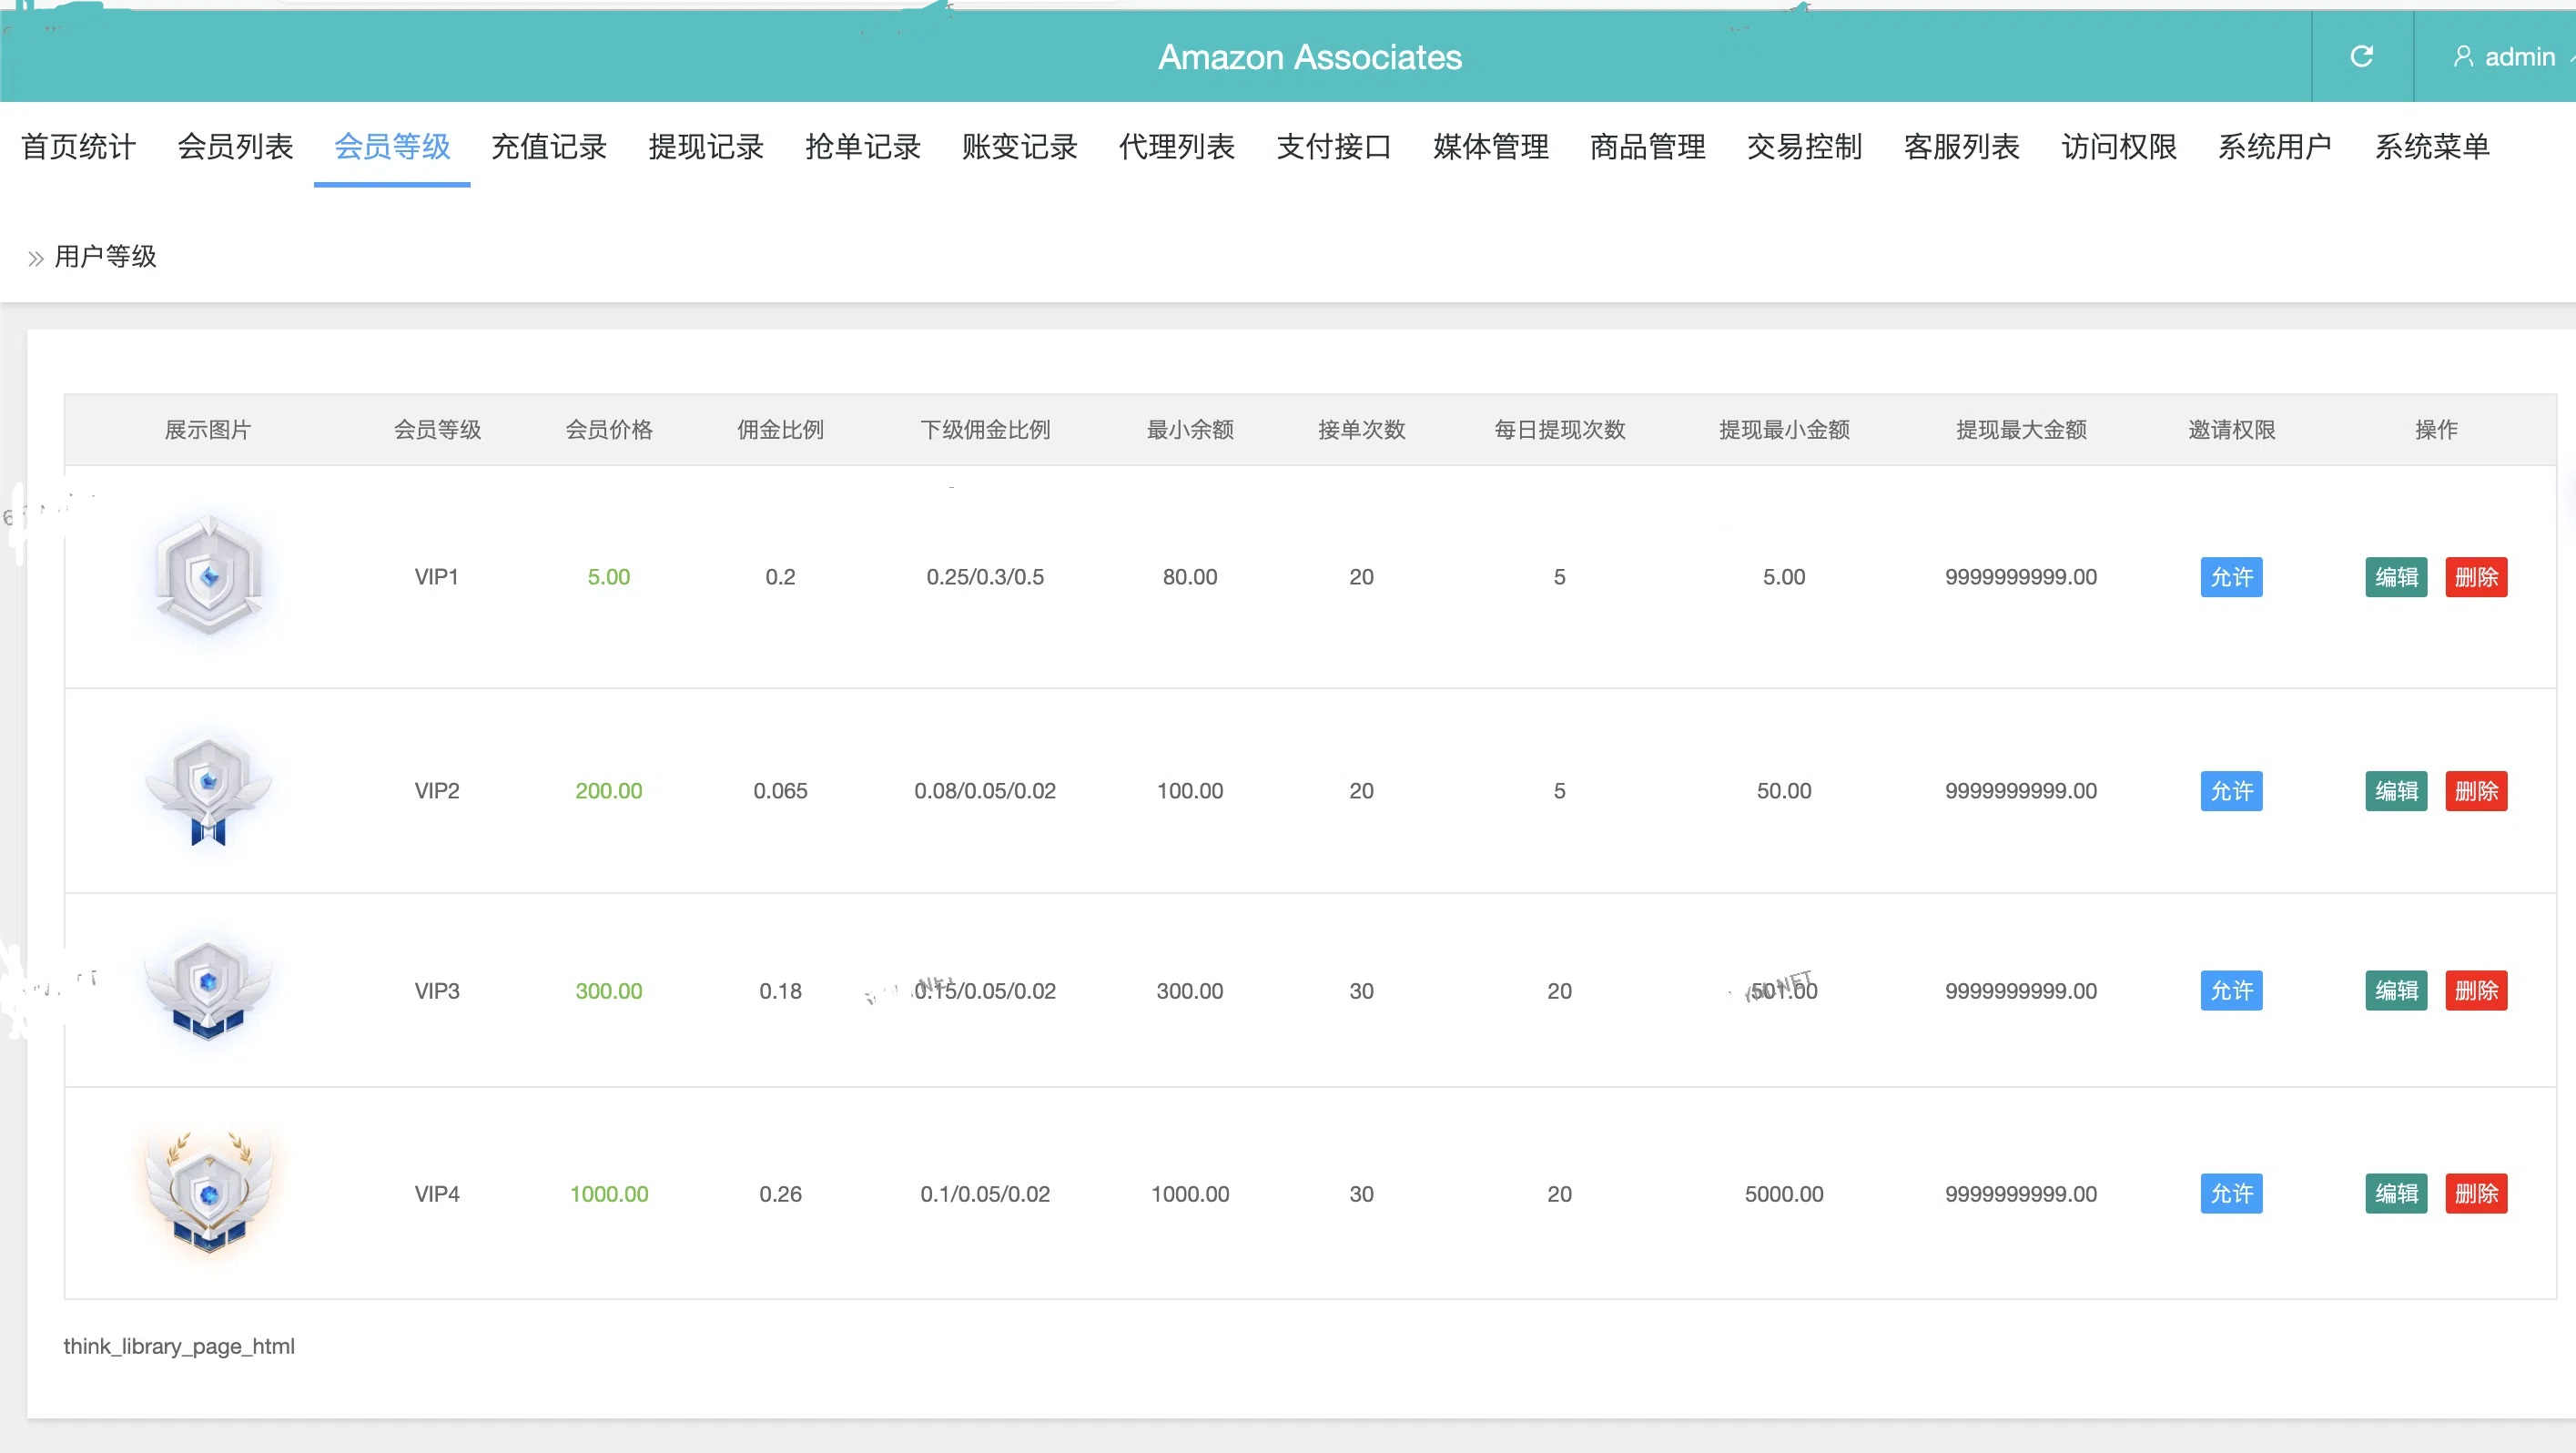 Amazon Associates
admin
首页统计 会员列表 会员等级 充值记录 提现记录 抢单记录 账变记录 代理列表 支付接口 媒体管理 商品管理 交易控制 客服列表 访问权限 系统用户 系统菜单
» 用户等级
展示图片 会员等级 会员价格 佣金比例 下级佣金比例 最小余额 接单次数 每日提现次数 提现最小金额 提现最大金额 邀请权限 操作
VIP1 5.00 0.2 0.25/0.3/0.5 80.00 20 5 5.00 9999999999.00 允许 编辑 删除
VIP2 200.00 0.065 0.08/0.05/0.02 100.00 20 5 50.00 9999999999.00 允许 编辑 删除
VIP3 300.00 0.18 0.15/0.05/0.02 300.00 30 20 501.00 9999999999.00 允许 编辑 删除
VIP4 1000.00 0.26 0.1/0.05/0.02 1000.00 30 20 5000.00 9999999999.00 允许 编辑 删除
think_library_page_html